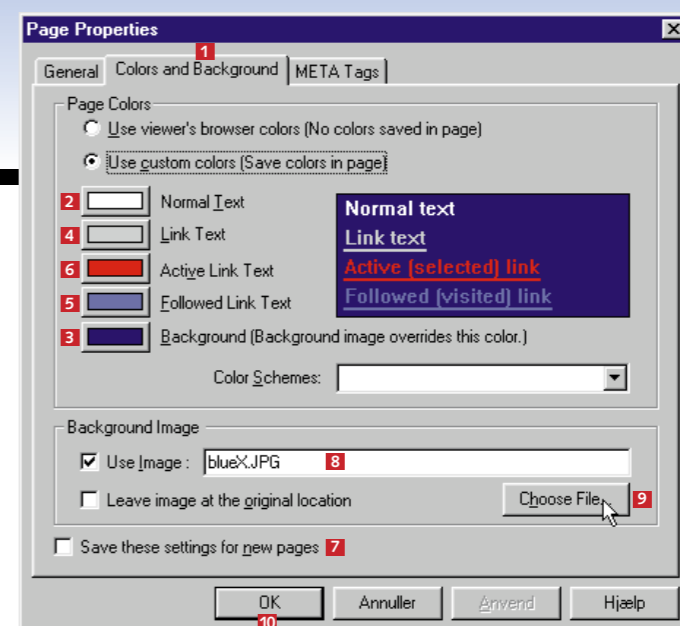 Page Properties
1
General Colors and Background META Tags
Page Colors
Use viewer's browser colors (No colors saved in page)
Use custom colors (Save colors in page)
2 Normal Text
4 Link Text
6 Active Link Text
5 Followed Link Text
3 Background (Background image overrides this color.)
Normal text
Link text
Active (selected) link
Followed (visited) link
Color Schemes:
Background Image
Use Image : blueX.JPG 8
Leave image at the original location Choose File... 9
Save these settings for new pages 7
OK Annuller Anvend Hjælp
10